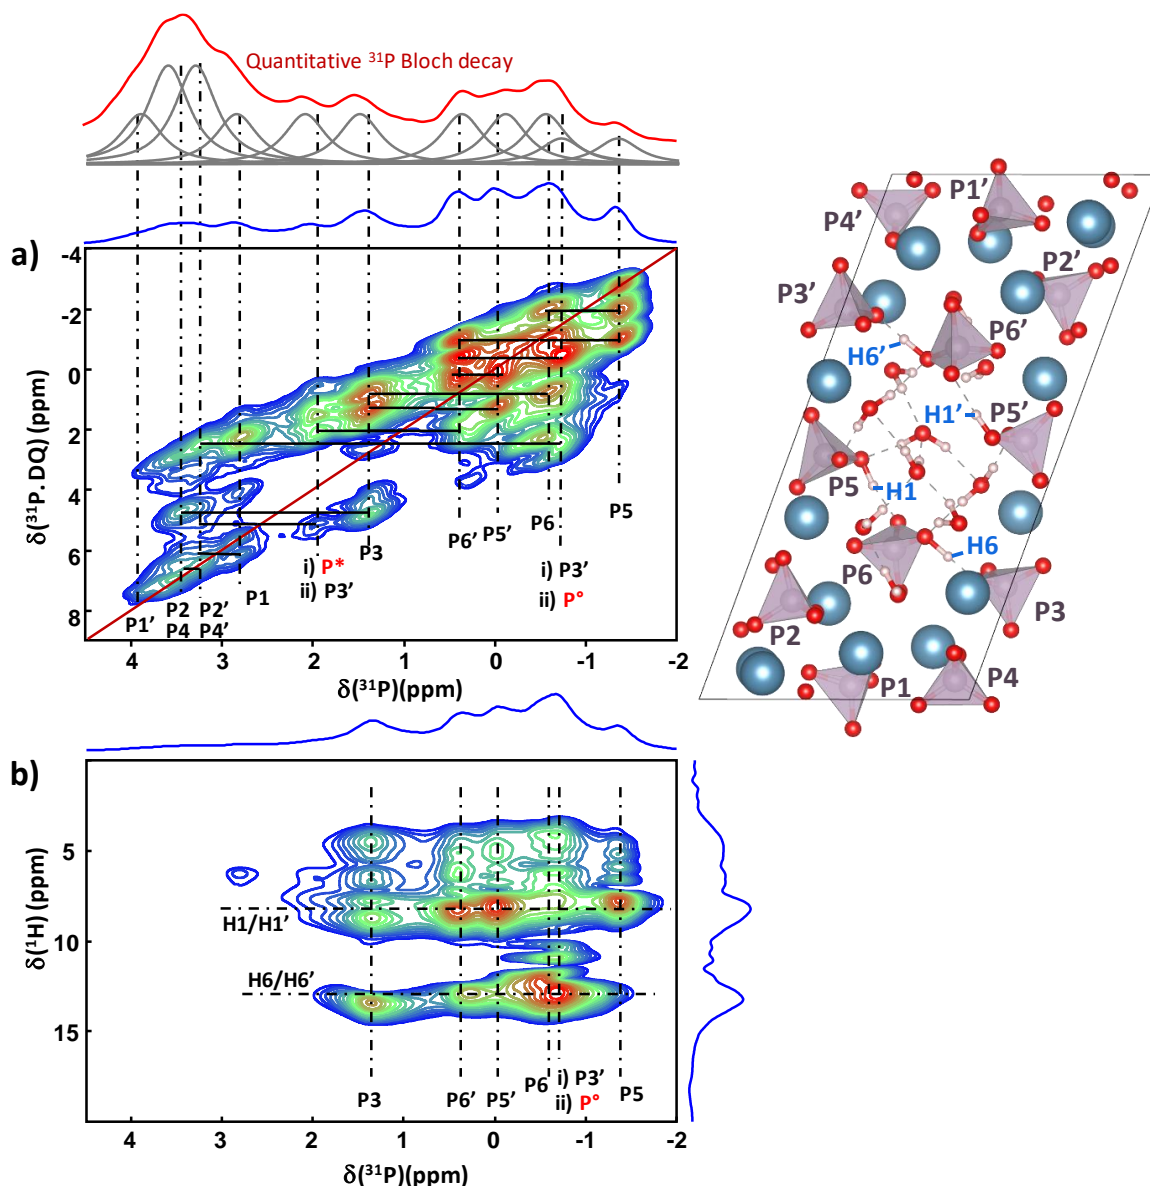 Quantitative ³¹P Bloch decay
a)
-4
-2
0
2
4
6
8
δ(³¹P. DQ) (ppm)
P1'
P2
P4
P2'
P4'
P1
i) P*
ii) P3'
P3
P6'
P5'
P6
i) P3'
ii) P°
P5
4
3
2
1
0
-1
-2
δ(³¹P)(ppm)
P1'
P4'
P2'
P3'
P6'
H6'
H1'
P5'
P5
H1
H6
P6
P3
P2
P1
P4
b)
5
10
15
δ(¹H) (ppm)
H1/H1'
H6/H6'
P3
P6'
P5'
P6
i) P3'
ii) P°
P5
4
3
2
1
0
-1
-2
δ(³¹P)(ppm)